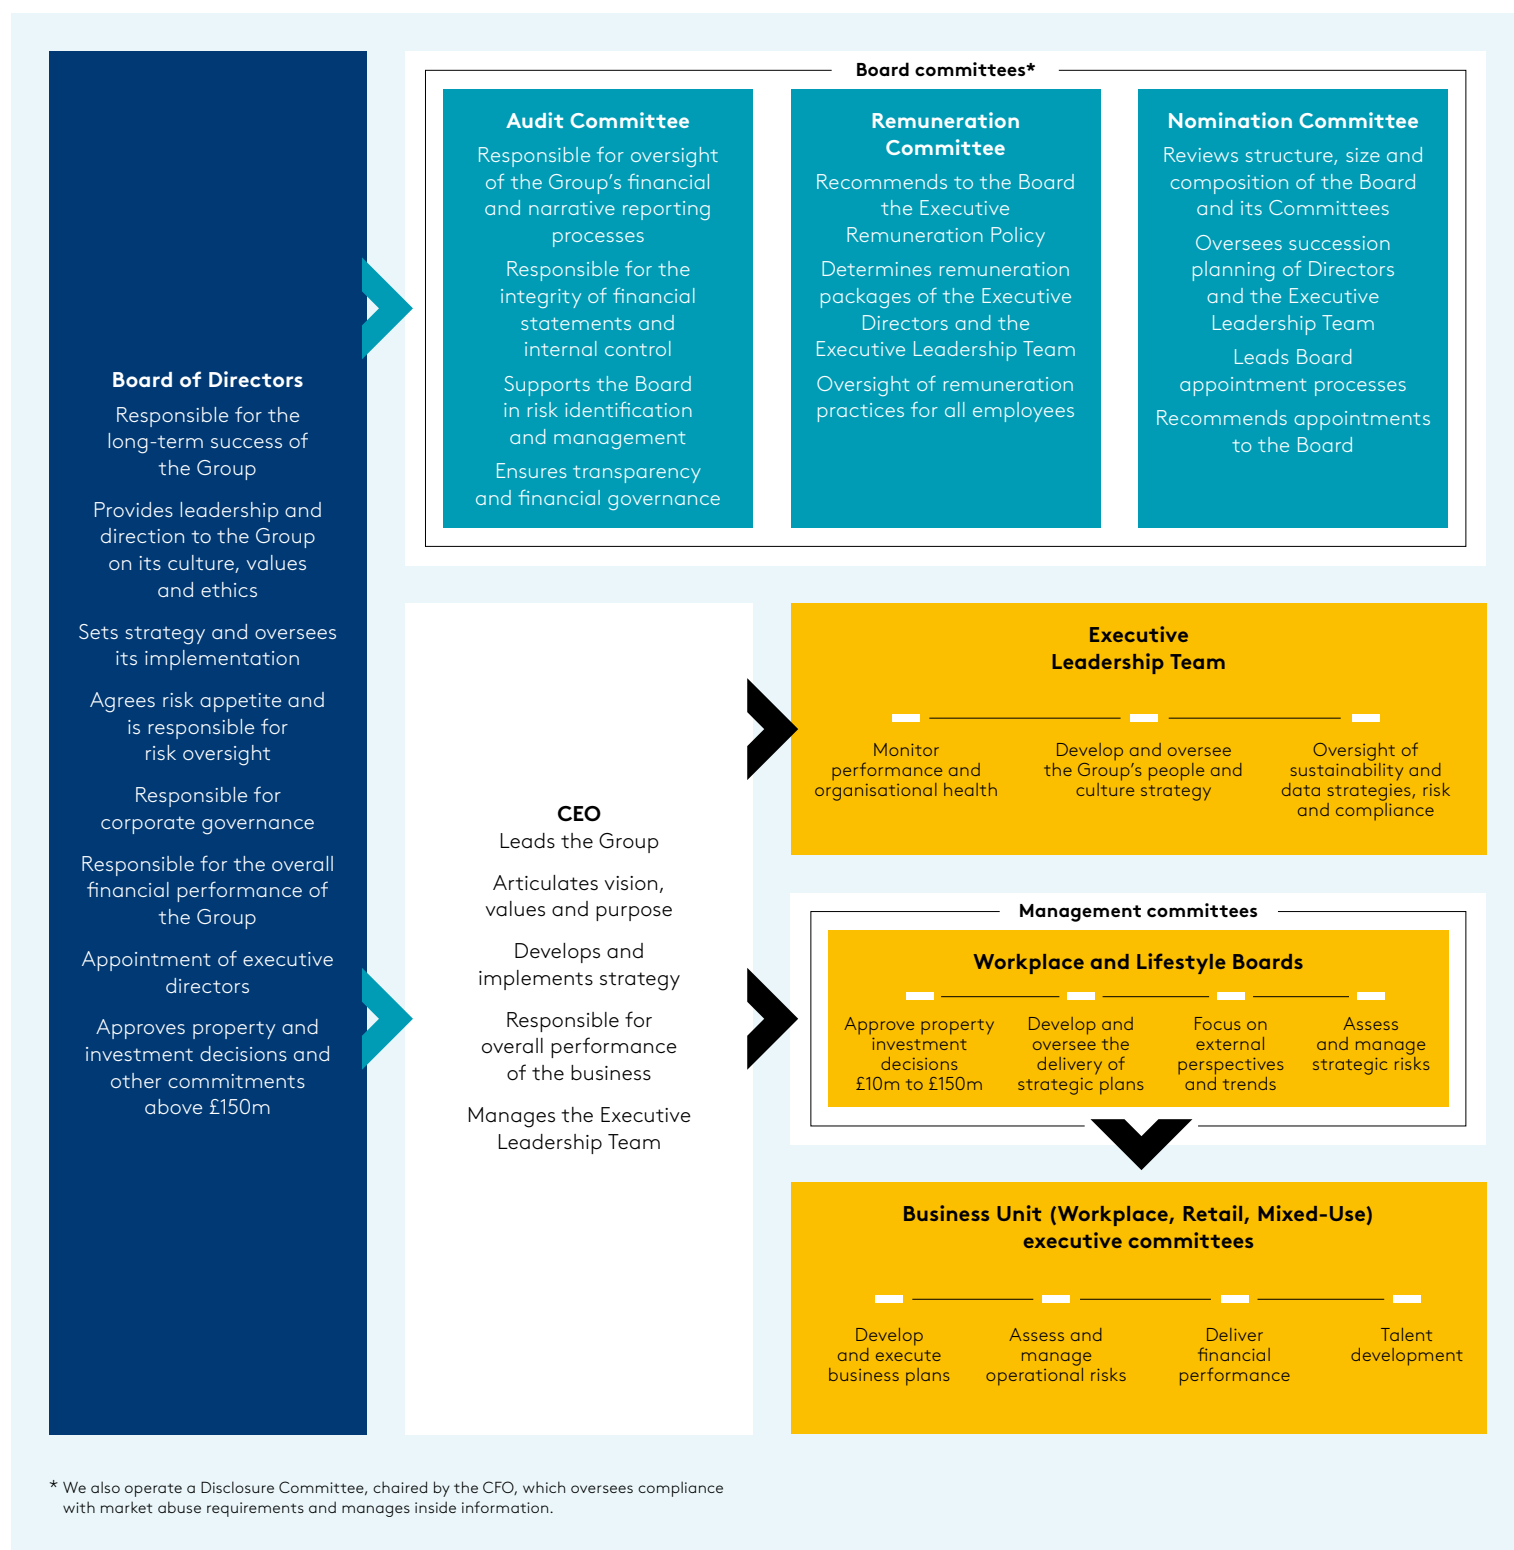 Board of Directors
Responsible for the
long-term success of
the Group
Provides leadership and
direction to the Group
on its culture, values
and ethics
Sets strategy and oversees
its implementation
Agrees risk appetite and
is responsible for
risk oversight
Responsible for
corporate governance
Responsible for the overall
financial performance of
the Group
Appointment of executive
directors
Approves property and
investment decisions and
other commitments
above £150m
Board committees*
Audit Committee
Responsible for oversight
of the Group’s financial
and narrative reporting
processes
Responsible for the
integrity of financial
statements and
internal control
Supports the Board
in risk identification
and management
Ensures transparency
and financial governance
Remuneration
Committee
Recommends to the Board
the Executive
Remuneration Policy
Determines remuneration
packages of the Executive
Directors and the
Executive Leadership Team
Oversight of remuneration
practices for all employees
Nomination Committee
Reviews structure, size and
composition of the Board
and its Committees
Oversees succession
planning of Directors
and the Executive
Leadership Team
Leads Board
appointment processes
Recommends appointments
to the Board
CEO
Leads the Group
Articulates vision,
values and purpose
Develops and
implements strategy
Responsible for
overall performance
of the business
Manages the Executive
Leadership Team
Executive
Leadership Team
Monitor
performance and
organisational health
Develop and oversee
the Group’s people and
culture strategy
Oversight of
sustainability and
data strategies, risk
and compliance
Management committees
Workplace and Lifestyle Boards
Approve property
investment
decisions
£10m to £150m
Develop and
oversee the
delivery of
strategic plans
Focus on
external
perspectives
and trends
Assess
and manage
strategic risks
Business Unit (Workplace, Retail, Mixed-Use)
executive committees
Develop
and execute
business plans
Assess and
manage
operational risks
Deliver
financial
performance
Talent
development
* We also operate a Disclosure Committee, chaired by the CFO, which oversees compliance
with market abuse requirements and manages inside information.